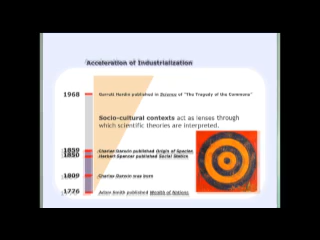 Acceleration of Industrialization
1968
Garrett Hardin published in Science of "The Tragedy of the Commons"
Socio-cultural contexts act as lenses through
which scientific theories are interpreted.
1859
Charles Darwin published Origin of Species
1850
Herbert Spencer published Social Statics
1809
Charles Darwin was born
1776
Adam Smith published Wealth of Nations